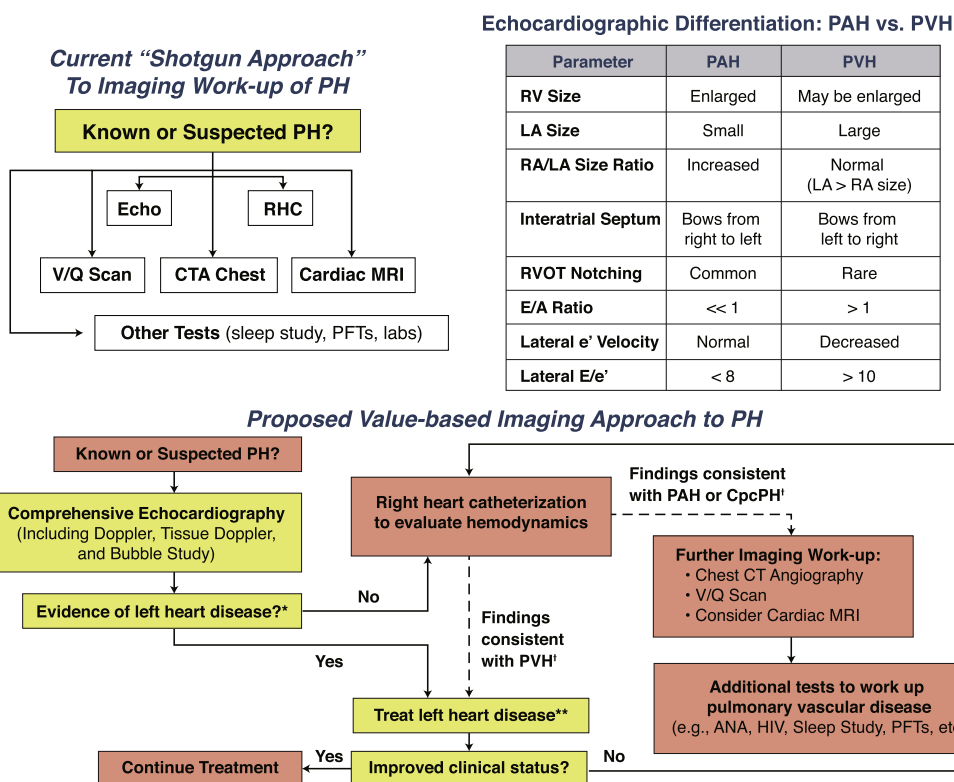 Current “Shotgun Approach”
To Imaging Work-up of PH
Known or Suspected PH?
Echo
RHC
V/Q Scan
CTA Chest
Cardiac MRI
Other Tests (sleep study, PFTs, labs)
Echocardiographic Differentiation: PAH vs. PVH
Parameter PAH PVH
RV Size Enlarged May be enlarged
LA Size Small Large
RA/LA Size Ratio Increased Normal
(LA > RA size)
Interatrial Septum Bows from Bows from
right to left left to right
RVOT Notching Common Rare
E/A Ratio << 1 > 1
Lateral e’ Velocity Normal Decreased
Lateral E/e’ < 8 > 10
Proposed Value-based Imaging Approach to PH
Known or Suspected PH?
Comprehensive Echocardiography
(Including Doppler, Tissue Doppler,
and Bubble Study)
Evidence of left heart disease?*
No
Yes
Right heart catheterization
to evaluate hemodynamics
Findings consistent
with PAH or CpcPH†
Further Imaging Work-up:
• Chest CT Angiography
• V/Q Scan
• Consider Cardiac MRI
Findings
consistent
with PVH†
Additional tests to work up
pulmonary vascular disease
(e.g., ANA, HIV, Sleep Study, PFTs, etc
Treat left heart disease**
Improved clinical status?
Yes
No
Continue Treatment